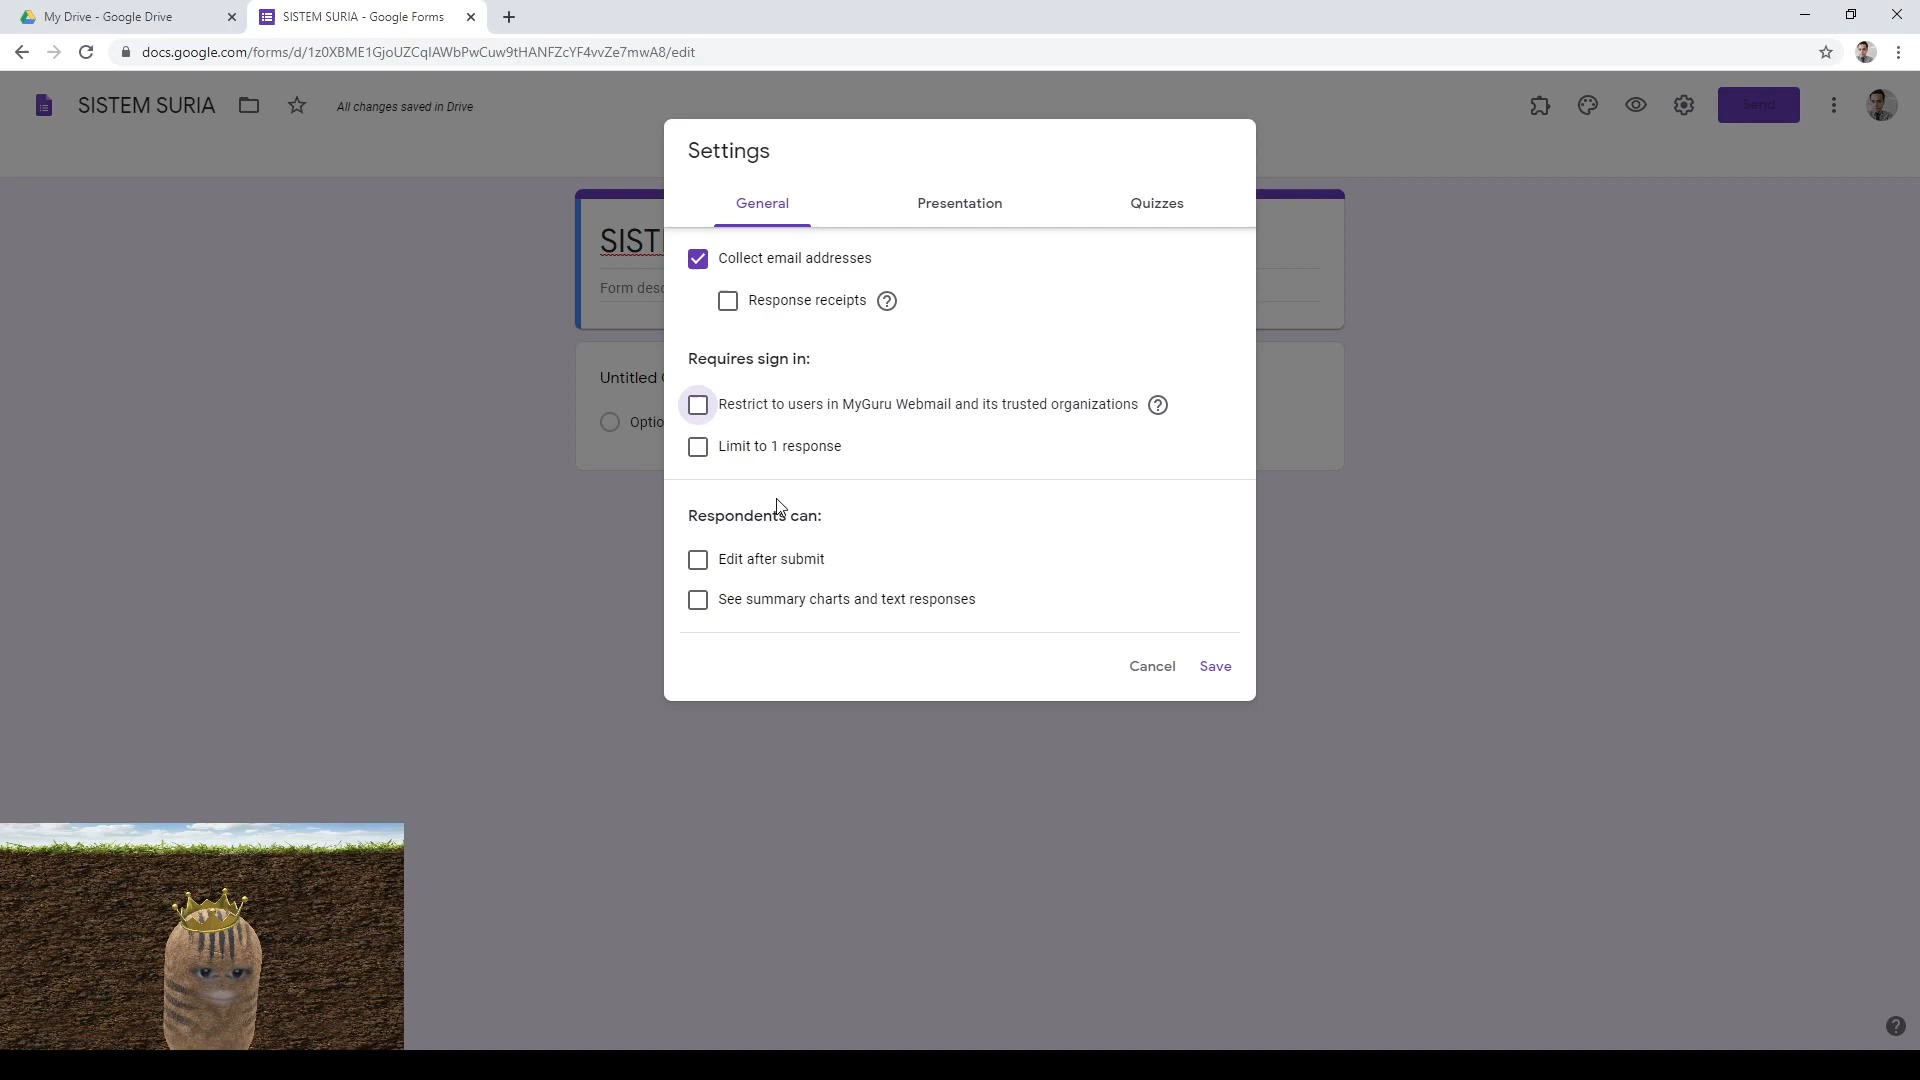 My Drive - Google Drive
SISTEM SURIA - Google Forms
docs.google.com/forms/d/1z0XBME1GjoUZCqIAWbPwCuw9tHANFZcYF4vvZe7mwA8/edit
SISTEM SURIA
All changes saved in Drive
Send
Settings
General
Presentation
Quizzes
SIST
Collect email addresses
Form desc
Response receipts
Requires sign in:
Untitled
Restrict to users in MyGuru Webmail and its trusted organizations
Optio
Limit to 1 response
Respondents can:
Edit after submit
See summary charts and text responses
Cancel
Save